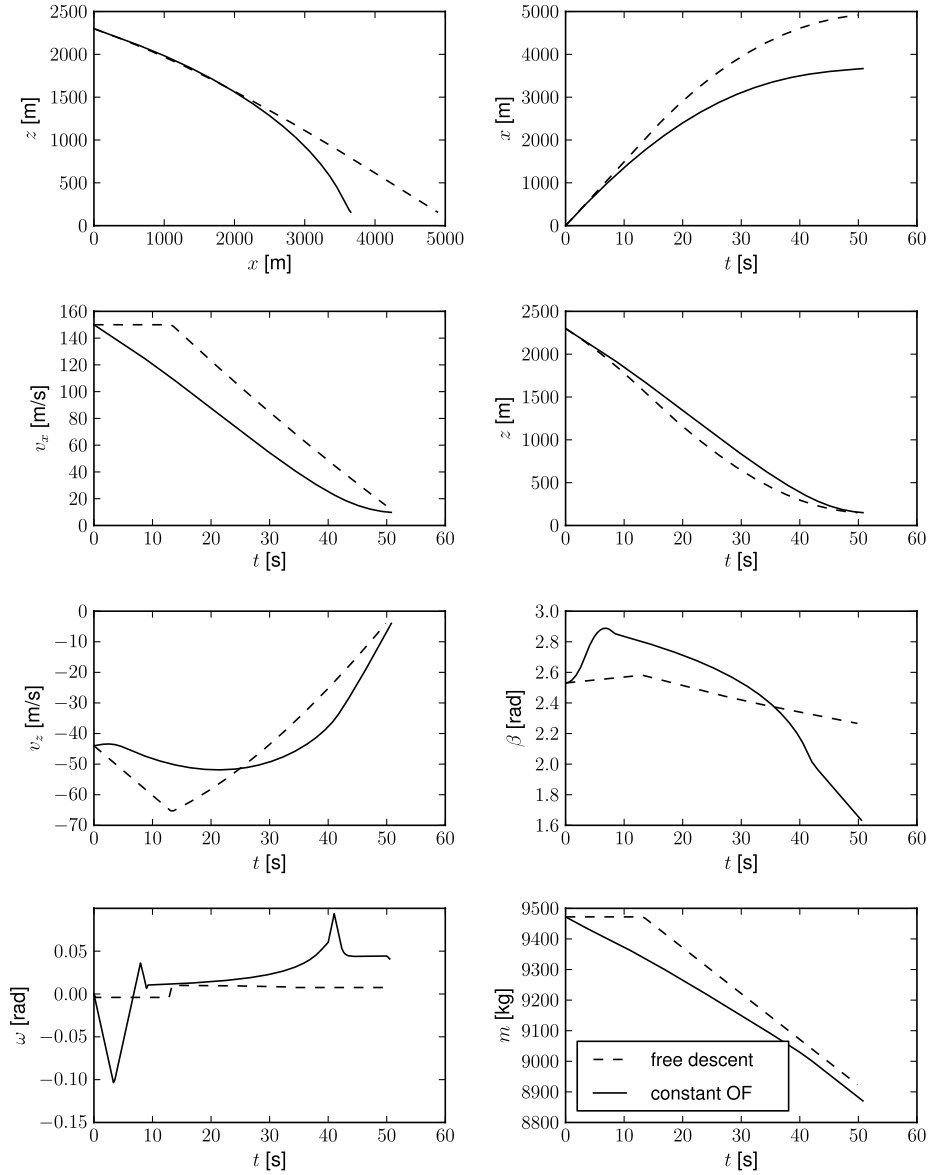 2500
2000
1500
1000
500
0
z [m]
0 1000 2000 3000 4000 5000
x [m]
5000
4000
3000
2000
1000
0
x [m]
0 10 20 30 40 50 60
t [s]
160
140
120
100
80
60
40
20
0
v_x [m/s]
0 10 20 30 40 50 60
t [s]
2500
2000
1500
1000
500
0
z [m]
0 10 20 30 40 50 60
t [s]
0
−10
−20
−30
−40
−50
−60
−70
v_z [m/s]
0 10 20 30 40 50 60
t [s]
3.0
2.8
2.6
2.4
2.2
2.0
1.8
1.6
β [rad]
0 10 20 30 40 50 60
t [s]
0.05
0.00
−0.05
−0.10
−0.15
ω [rad]
0 10 20 30 40 50 60
t [s]
9500
9400
9300
9200
9100
9000
8900
8800
m [kg]
free descent
constant OF
0 10 20 30 40 50 60
t [s]